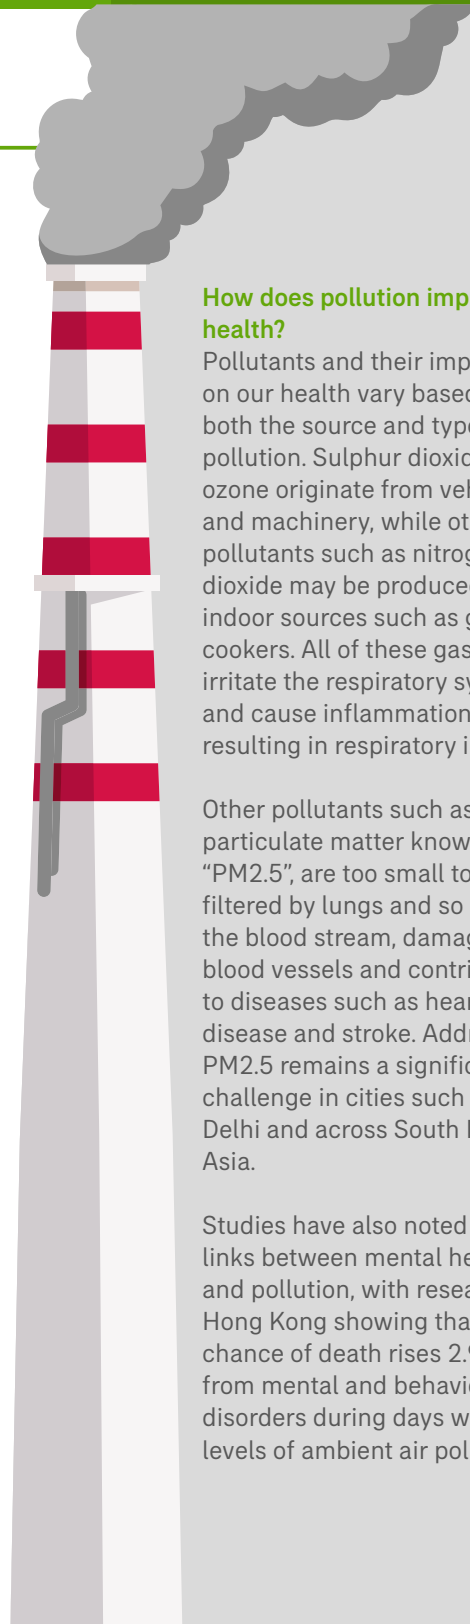 How does pollution imp
health?
Pollutants and their imp
on our health vary based
both the source and type
pollution. Sulphur dioxid
ozone originate from veh
and machinery, while ot
pollutants such as nitrog
dioxide may be produced
indoor sources such as g
cookers. All of these gas
irritate the respiratory sy
and cause inflammation
resulting in respiratory i
Other pollutants such as
particulate matter know
“PM2.5”, are too small to
filtered by lungs and so
the blood stream, damag
blood vessels and contri
to diseases such as hear
disease and stroke. Addr
PM2.5 remains a signific
challenge in cities such
Delhi and across South
Asia.
Studies have also noted
links between mental he
and pollution, with resea
Hong Kong showing tha
chance of death rises 2.
from mental and behavi
disorders during days w
levels of ambient air pol